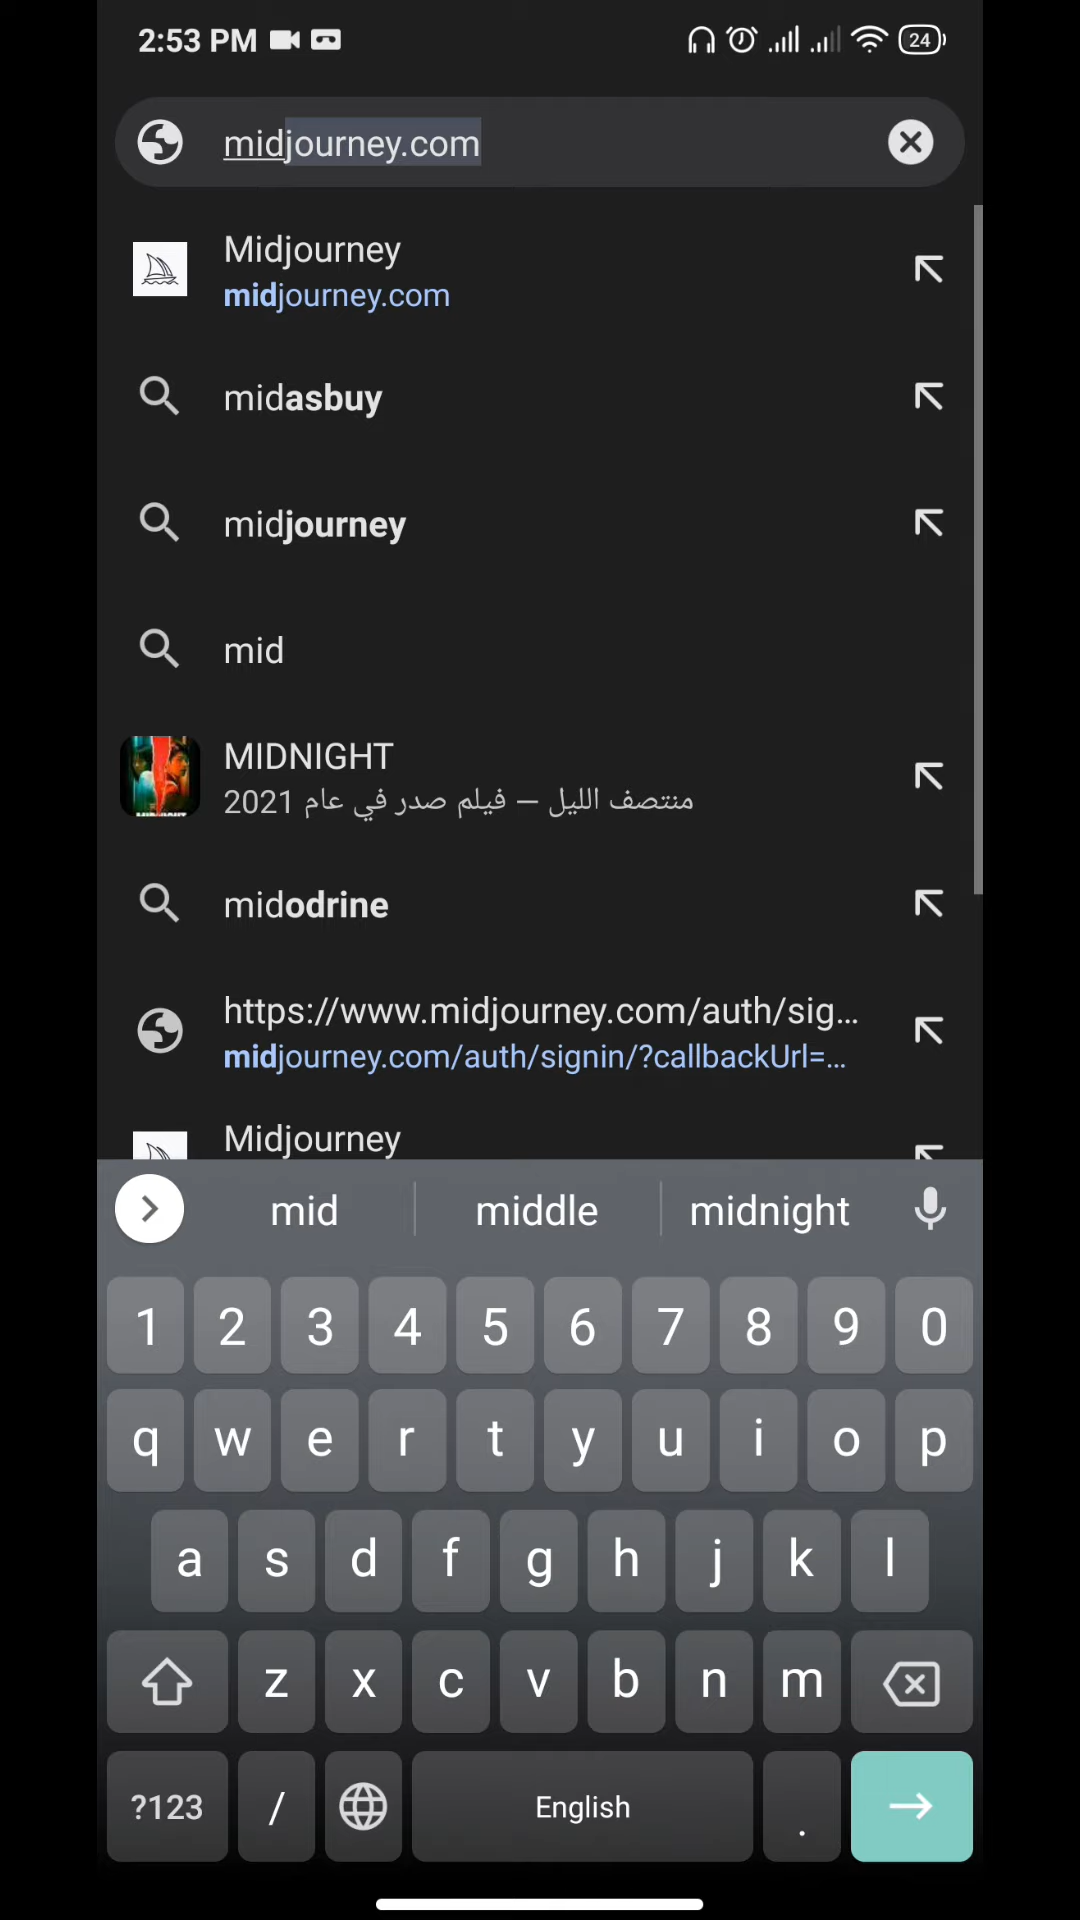 2:53 PM
24
midjourney.com
Midjourney
midjourney.com
midasbuy
midjourney
mid
MIDNIGHT
منتصف الليل — فيلم صدر في عام 2021
MIDNIGHT
midodrine
https://www.midjourney.com/auth/sig...
midjourney.com/auth/signin/?callbackUrl=...
Midjourney
mid middle midnight
1 2 3 4 5 6 7 8 9 0
q w e r t y u i o p
a s d f g h j k l
z x c v b n m
?123 / English .